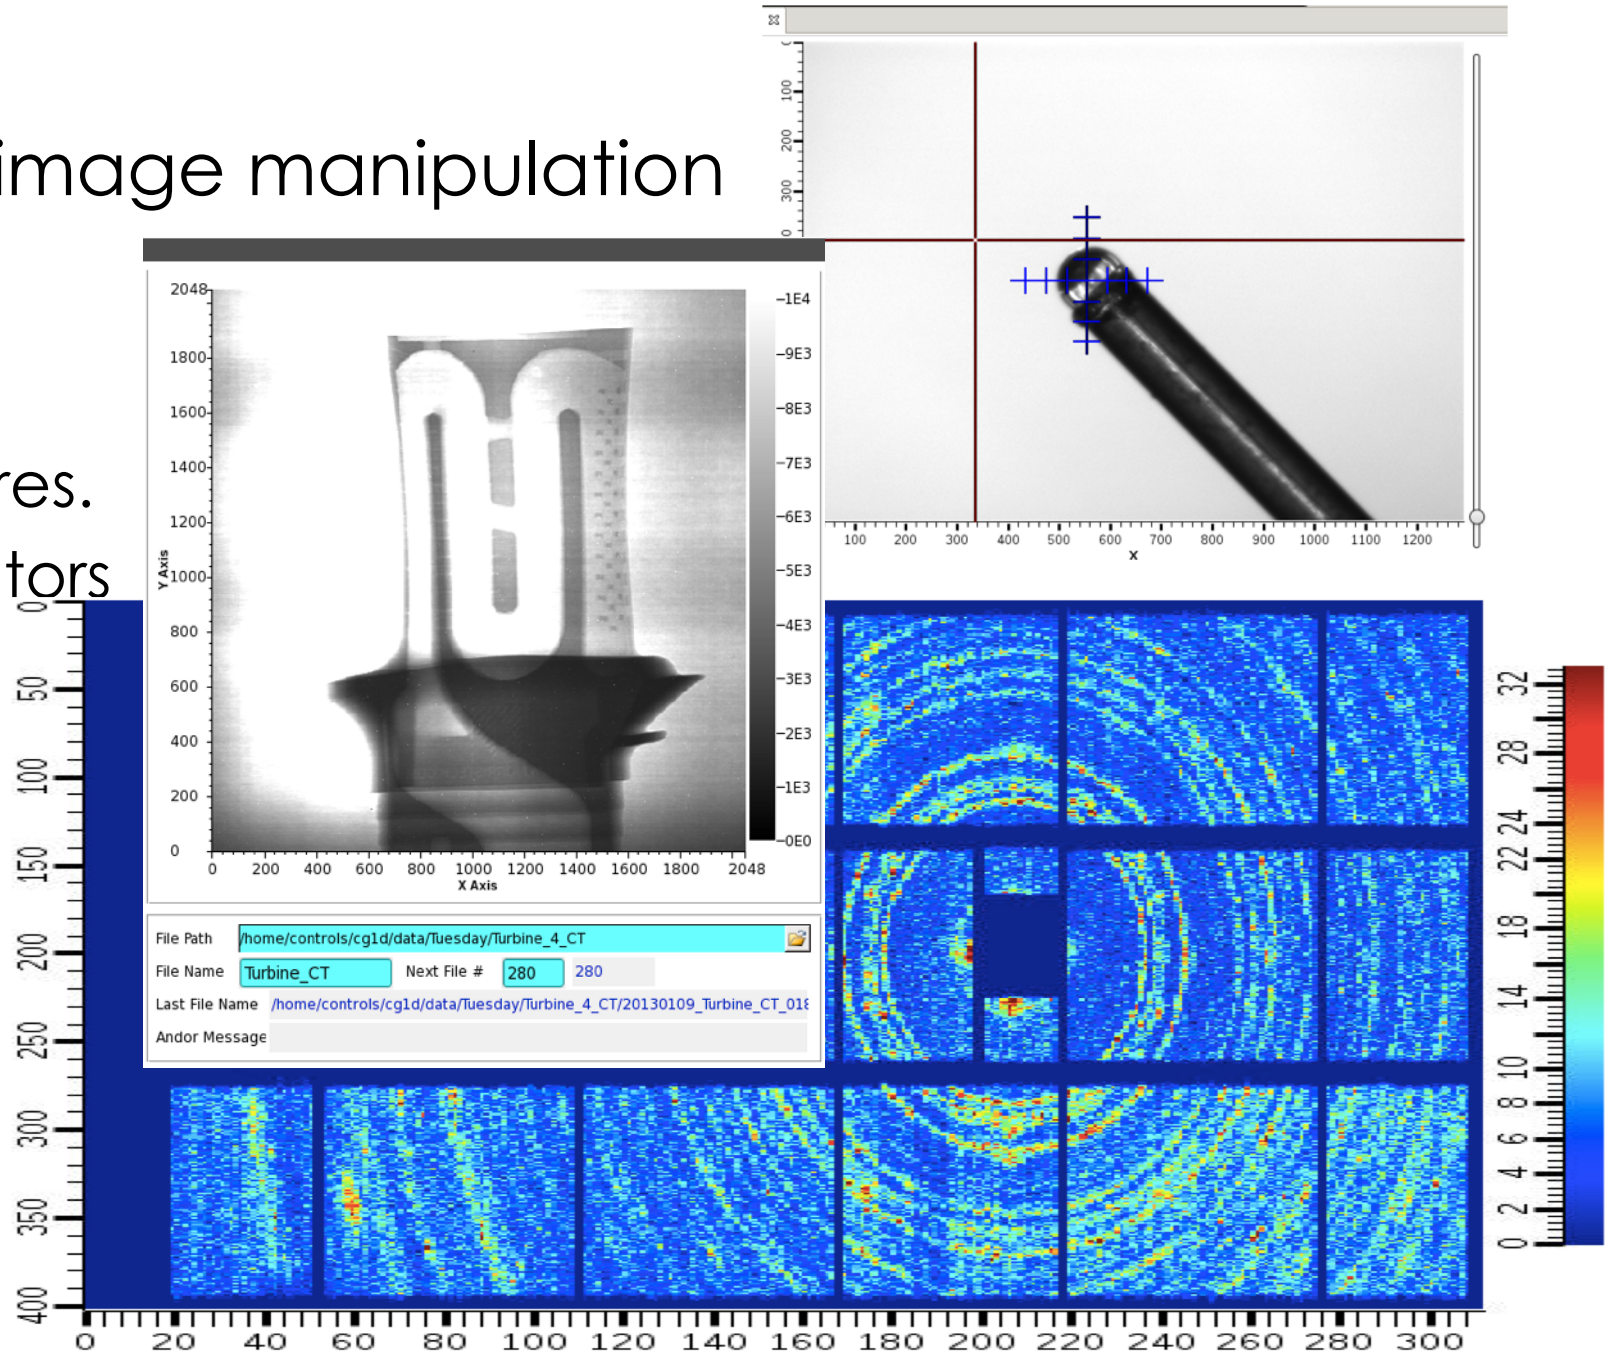 image manipulation
res.
tors
0
100
200
300
0
100 200 300 400 500 600 700 800 900 1000 1100 1200
X
2048
1800
1600
1400
1200
1000
800
600
400
200
0
Y Axis
0 200 400 600 800 1000 1200 1400 1600 1800 2048
X Axis
1E4
9E3
8E3
7E3
6E3
5E3
4E3
3E3
2E3
1E3
0E0
File Path /home/controls/cg1d/data/Tuesday/Turbine_4_CT
File Name Turbine_CT Next File # 280 280
Last File Name /home/controls/cg1d/data/Tuesday/Turbine_4_CT/20130109_Turbine_CT_018
Andor Message
0
50
100
150
200
250
300
350
400
0 20 40 60 80 100 120 140 160 180 200 220 240 260 280 300
32
28
24
22
18
14
10
8
6
4
2
0